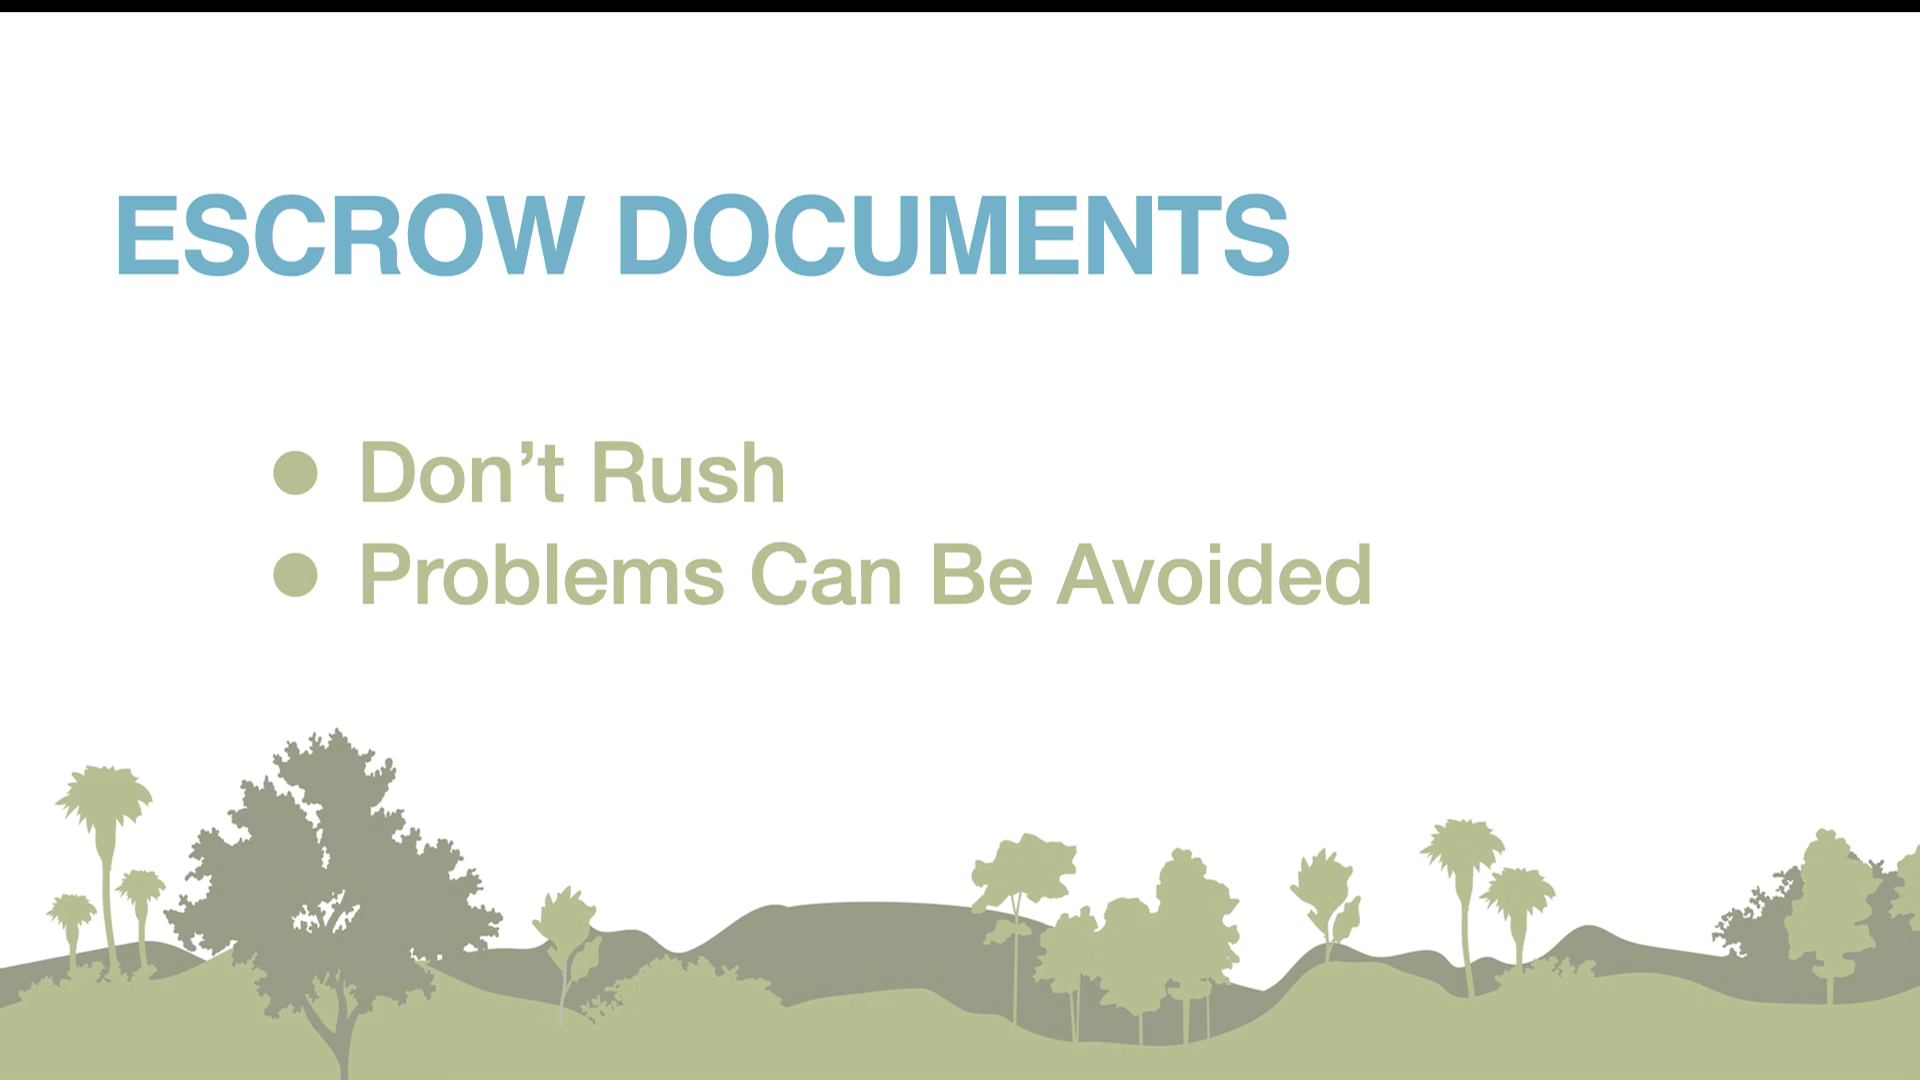 ESCROW DOCUMENTS
● Don’t Rush
● Problems Can Be Avoided